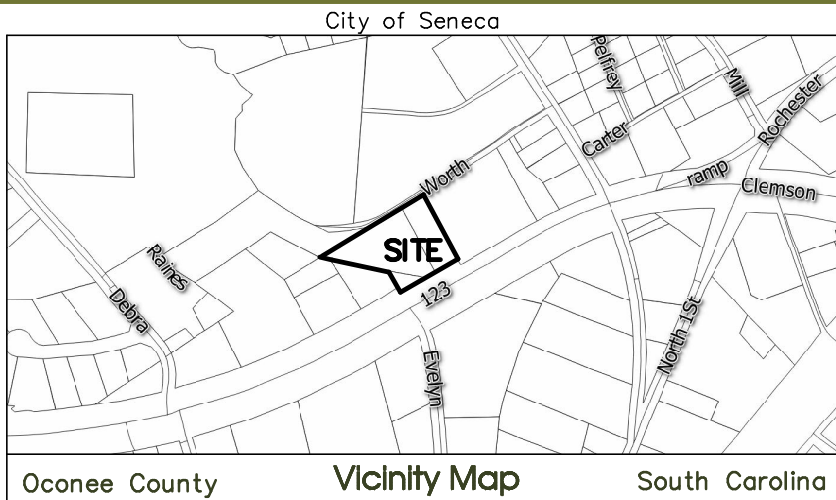 City of Seneca
Pelfrey
Mill
Rochester
Carter
Worth
ramp
Clemson
SITE
Raines
123
Debra
North 1St
Evelyn
Oconee County Vicinity Map South Carolina